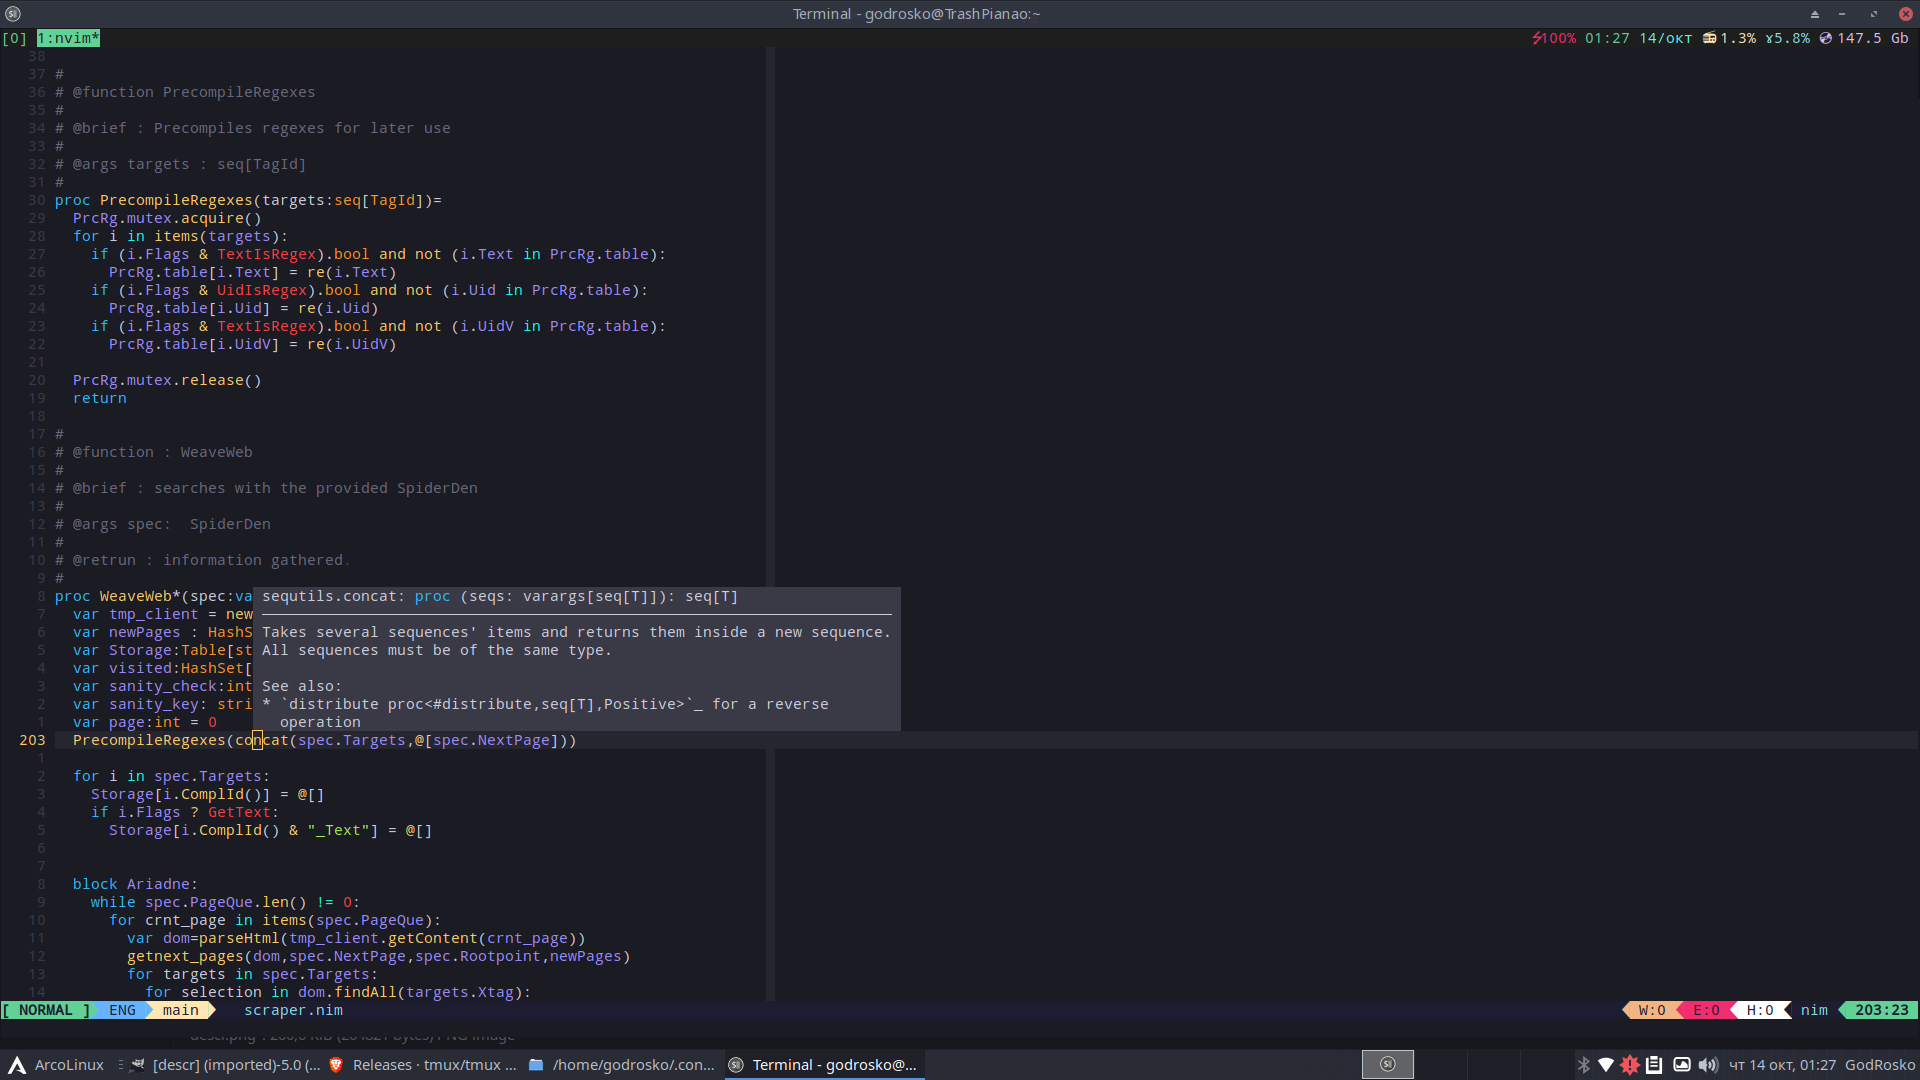 Terminal - godrosko@TrashPianao:~
[0] 1:nvim*
100% 01:27 14/окт 1.3% ɤ5.8% 147.5 Gb
38
37 #
36 # @function PrecompileRegexes
35 #
34 # @brief : Precompiles regexes for later use
33 #
32 # @args targets : seq[TagId]
31 #
30 proc PrecompileRegexes(targets:seq[TagId])=
29 PrcRg.mutex.acquire()
28 for i in items(targets):
27 if (i.Flags & TextIsRegex).bool and not (i.Text in PrcRg.table):
26 PrcRg.table[i.Text] = re(i.Text)
25 if (i.Flags & UidIsRegex).bool and not (i.Uid in PrcRg.table):
24 PrcRg.table[i.Uid] = re(i.Uid)
23 if (i.Flags & TextIsRegex).bool and not (i.UidV in PrcRg.table):
22 PrcRg.table[i.UidV] = re(i.UidV)
21
20 PrcRg.mutex.release()
19 return
18
17 #
16 # @function : WeaveWeb
15 #
14 # @brief : searches with the provided SpiderDen
13 #
12 # @args spec: SpiderDen
11 #
10 # @retrun : information gathered.
9 #
8 proc WeaveWeb*(spec:va sequtils.concat: proc (seqs: varargs[seq[T]]): seq[T]
7 var tmp_client = new
6 var newPages : HashS Takes several sequences' items and returns them inside a new sequence.
5 var Storage:Table[st All sequences must be of the same type.
4 var visited:HashSet[
3 var sanity_check:int See also:
2 var sanity_key: stri * `distribute proc<#distribute,seq[T],Positive>`_ for a reverse
1 var page:int = 0 operation
203 PrecompileRegexes(concat(spec.Targets,@[spec.NextPage]))
1
2 for i in spec.Targets:
3 Storage[i.ComplId()] = @[]
4 if i.Flags ? GetText:
5 Storage[i.ComplId() & "_Text"] = @[]
6
7
8 block Ariadne:
9 while spec.PageQue.len() != 0:
10 for crnt_page in items(spec.PageQue):
11 var dom=parseHtml(tmp_client.getContent(crnt_page))
12 getnext_pages(dom,spec.NextPage,spec.Rootpoint,newPages)
13 for targets in spec.Targets:
14 for selection in dom.findAll(targets.Xtag):
[ NORMAL ] ENG main scraper.nim W:0 E:0 H:0 nim 203:23
ArcoLinux [descr] (imported)-5.0 (... Releases · tmux/tmux ... /home/godrosko/.con... Terminal - godrosko@... чт 14 окт, 01:27 GodRosko